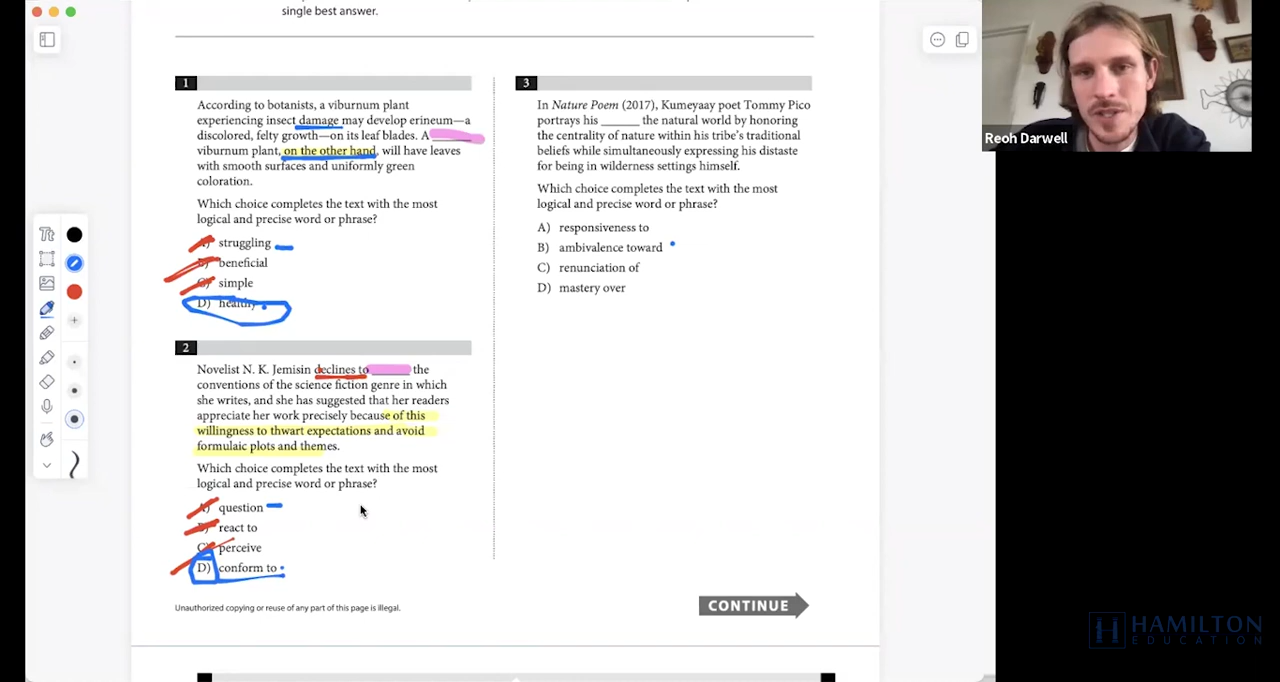 single best answer.
1
According to botanists, a viburnum plant
experiencing insect damage may develop erineum—a
discolored, felty growth—on its leaf blades. A ______
viburnum plant, on the other hand, will have leaves
with smooth surfaces and uniformly green
coloration.
Which choice completes the text with the most
logical and precise word or phrase?
A) struggling
B) beneficial
C) simple
D) healthy
2
Novelist N. K. Jemisin declines to ______ the
conventions of the science fiction genre in which
she writes, and she has suggested that her readers
appreciate her work precisely because of this
willingness to thwart expectations and avoid
formulaic plots and themes.
Which choice completes the text with the most
logical and precise word or phrase?
A) question
B) react to
C) perceive
D) conform to
Unauthorized copying or reuse of any part of this page is illegal.
3
In Nature Poem (2017), Kumeyaay poet Tommy Pico
portrays his ______ the natural world by honoring
the centrality of nature within his tribe's traditional
beliefs while simultaneously expressing his distaste
for being in wilderness settings himself.
Which choice completes the text with the most
logical and precise word or phrase?
A) responsiveness to
B) ambivalence toward
C) renunciation of
D) mastery over
CONTINUE
Tt
Reoh Darwell
HAMILTON
EDUCATION